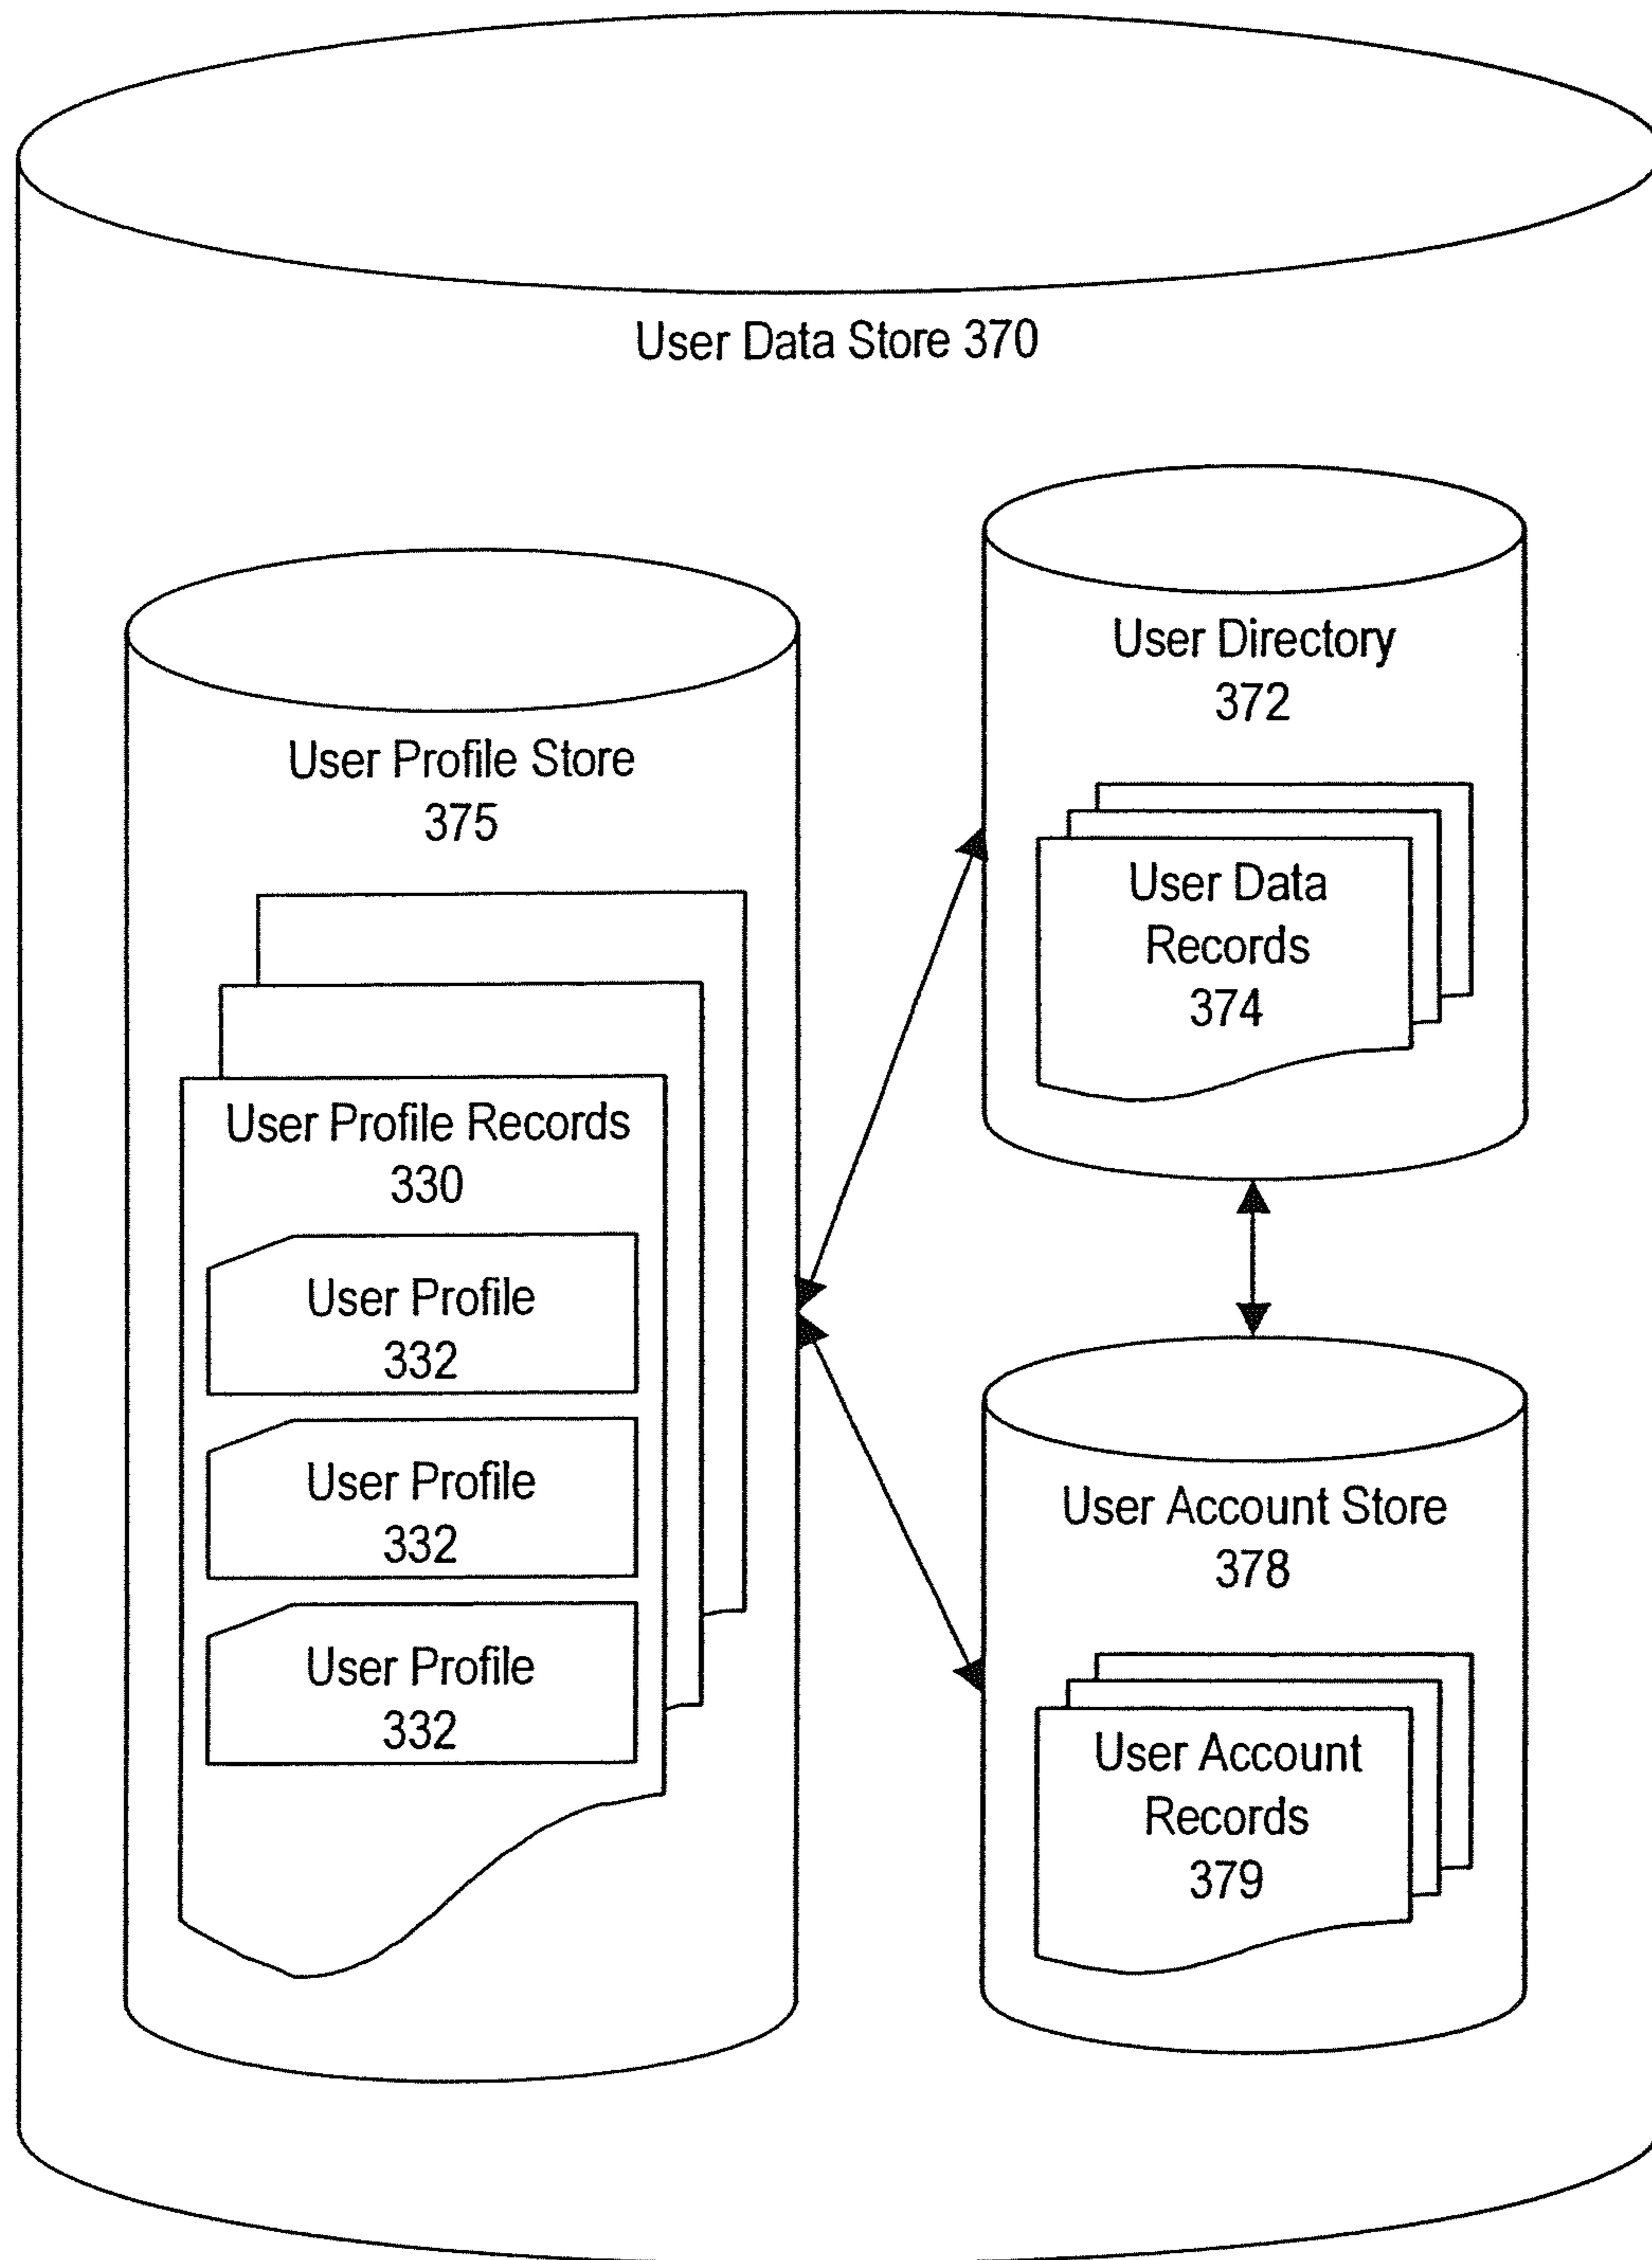 User Data Store 370
User Profile Store
375
User Profile Records
330
User Profile
332
User Profile
332
User Profile
332
User Directory
372
User Data
Records
374
User Account Store
378
User Account
Records
379